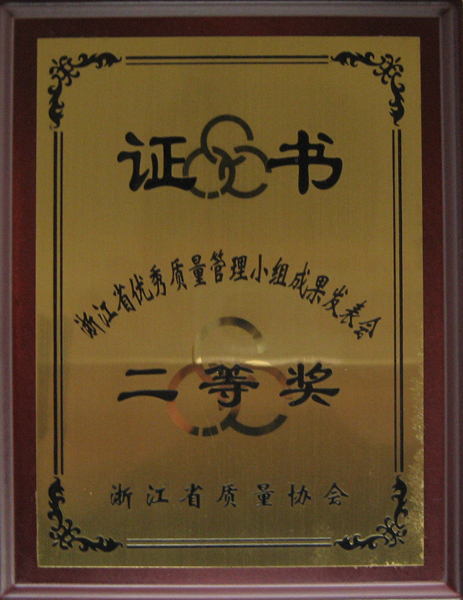 证书
浙江省优秀质量管理小组成果发表会
二等奖
浙江省质量协会